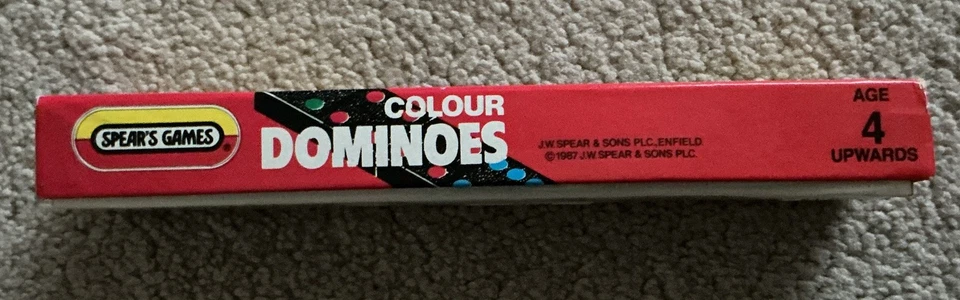 SPEAR'S GAMES
COLOUR
DOMINOES
J.W. SPEAR & SONS PLC., ENFIELD.
© 1987 J.W. SPEAR & SONS PLC.
AGE
4
UPWARDS